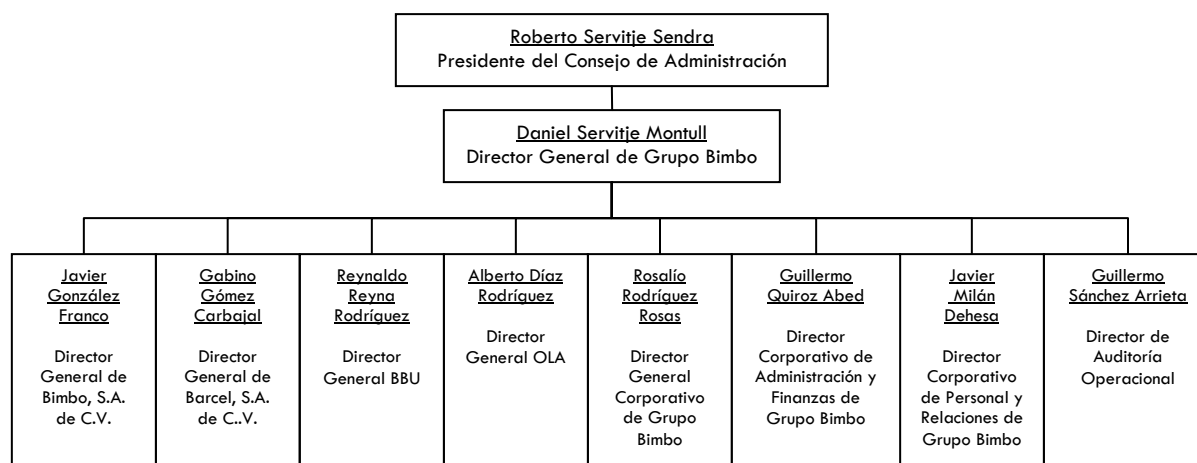 Roberto Servitje Sendra
Presidente del Consejo de Administración
Daniel Servitje Montull
Director General de Grupo Bimbo
Javier
González
Franco
Director
General de
Bimbo, S.A.
de C.V.
Gabino
Gómez
Carbajal
Director
General de
Barcel, S.A.
de C..V.
Reynaldo
Reyna
Rodríguez
Director
General BBU
Alberto Díaz
Rodríguez
Director
General OLA
Rosalío
Rodríguez
Rosas
Director
General
Corporativo
de Grupo
Bimbo
Guillermo
Quiroz Abed
Director
Corporativo de
Administración y
Finanzas de
Grupo Bimbo
Javier
Milán
Dehesa
Director
Corporativo
de Personal y
Relaciones de
Grupo Bimbo
Guillermo
Sánchez Arrieta
Director de
Auditoría
Operacional